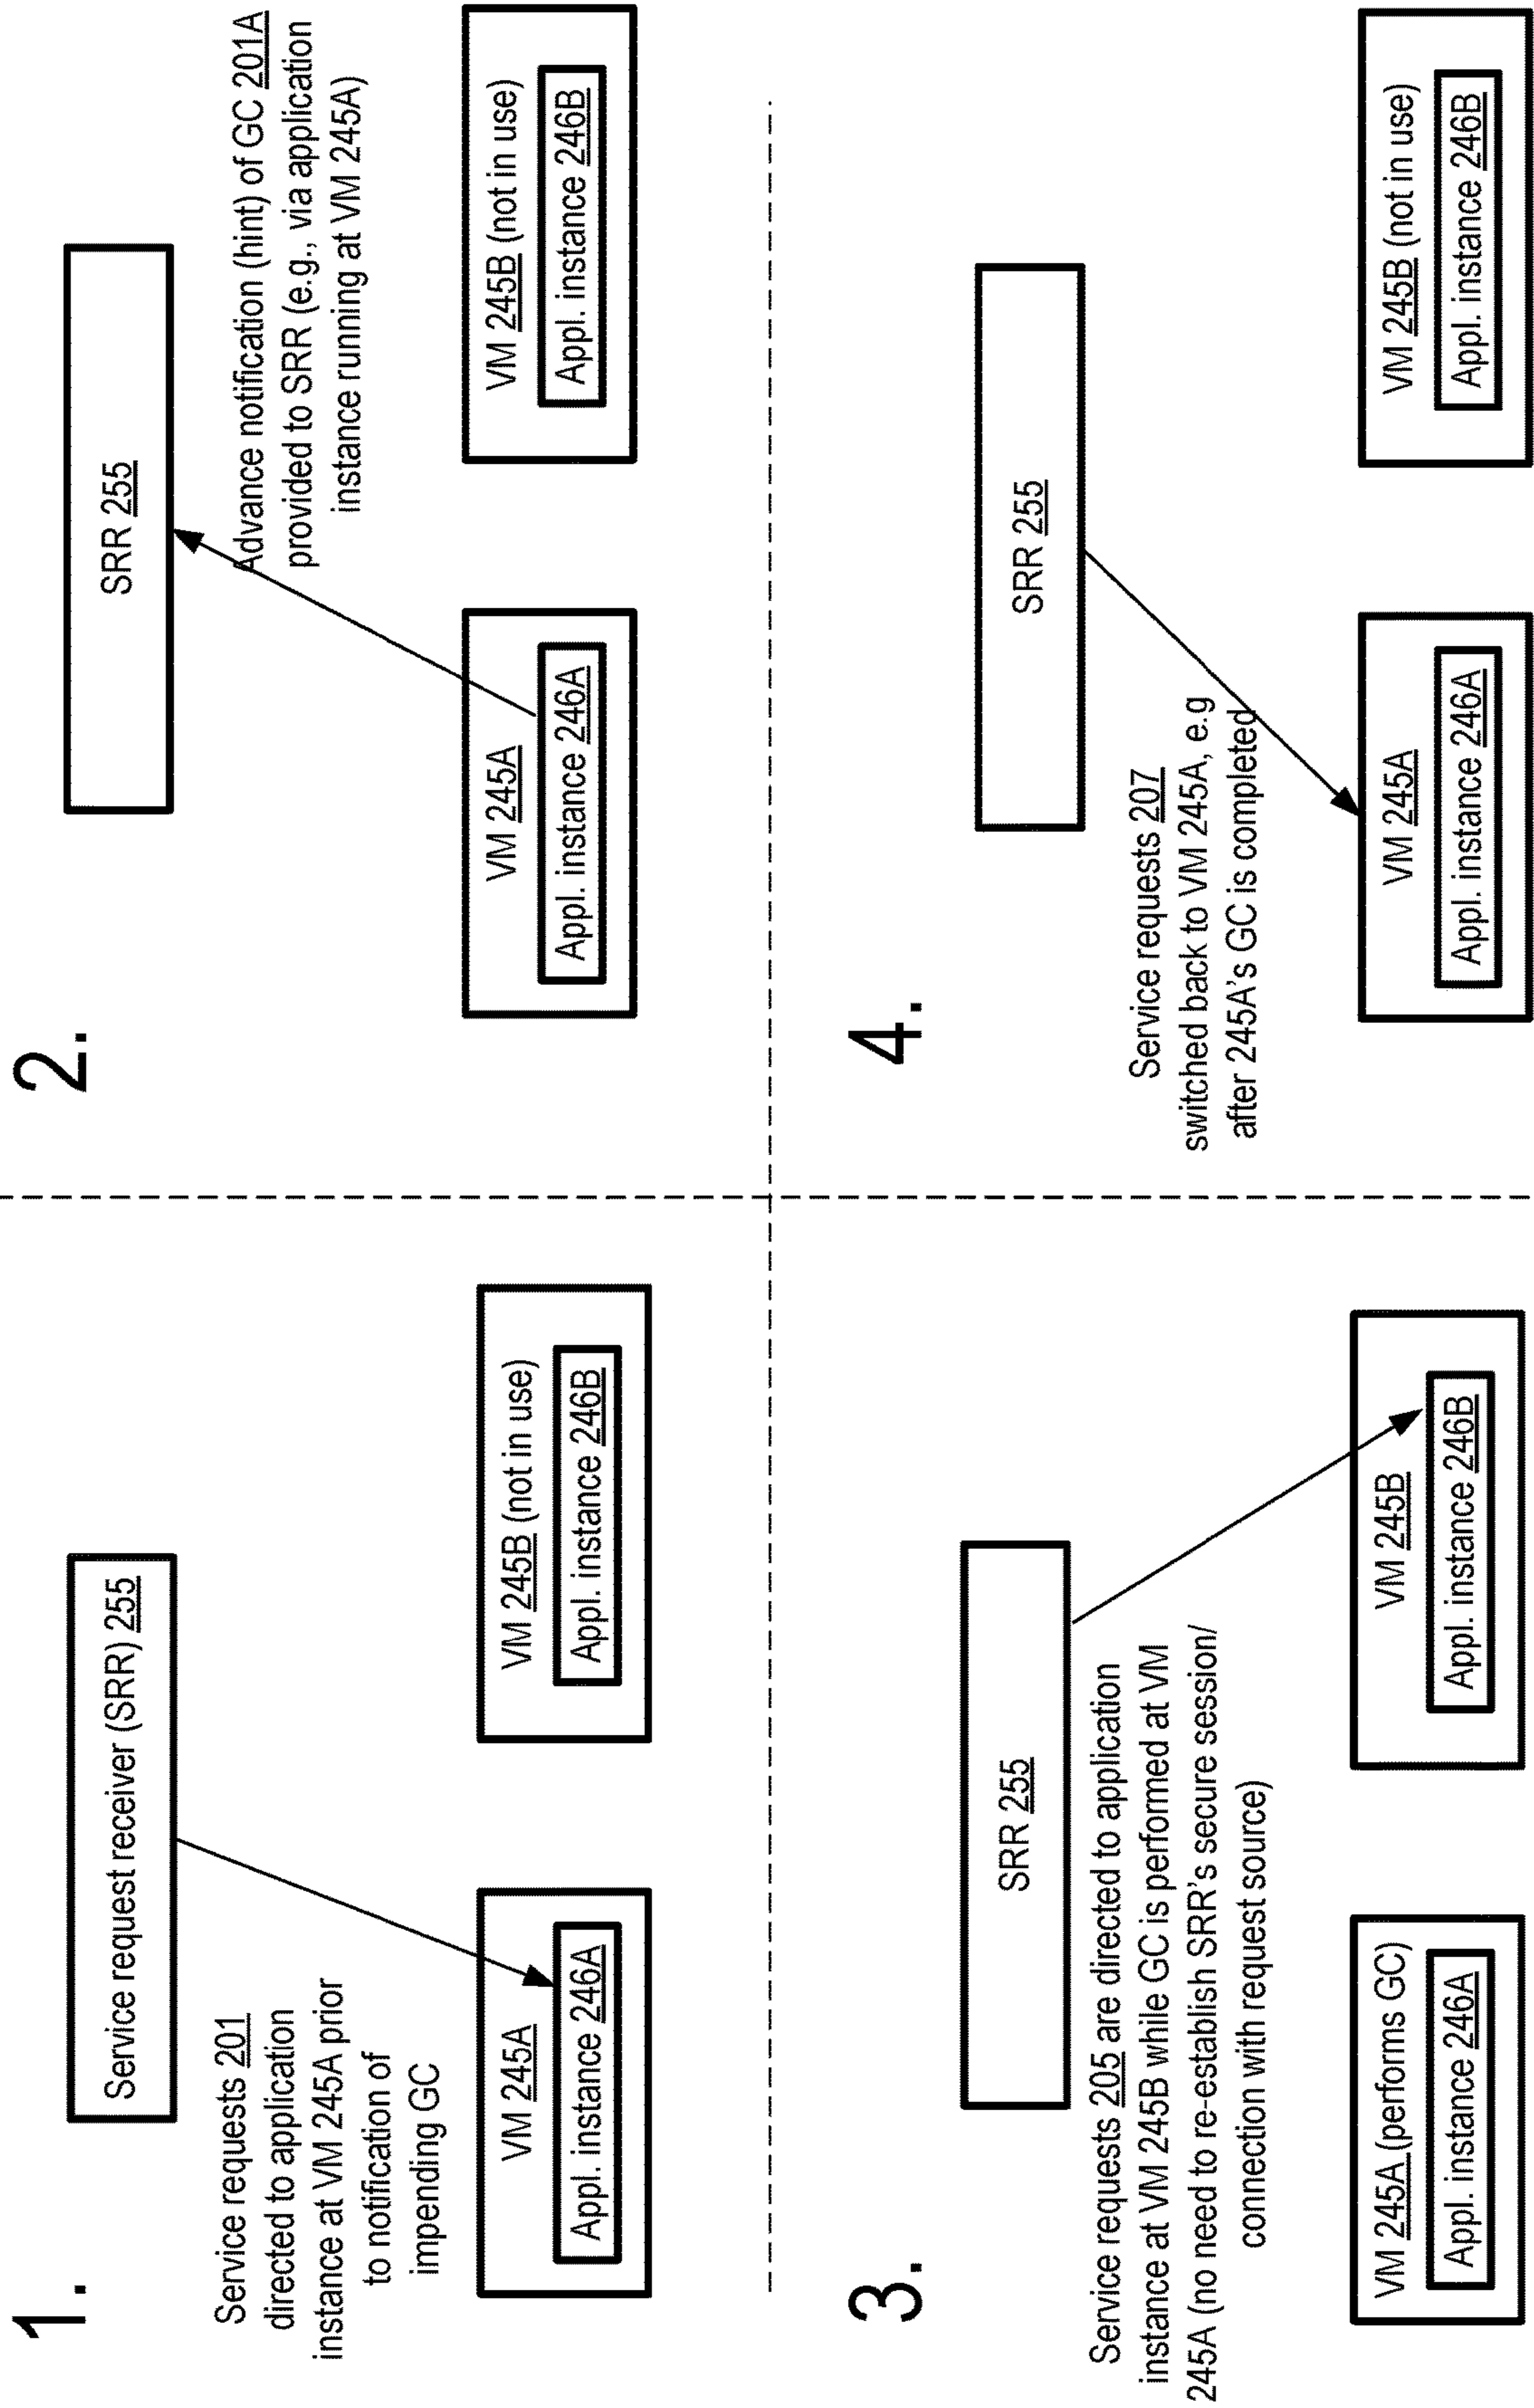 1.
Service request receiver (SRR) 255
Service requests 201
directed to application
instance at VM 245A prior
to notification of
impending GC
VM 245A
Appl. instance 246A
VM 245B (not in use)
Appl. instance 246B
2.
SRR 255
Advance notification (hint) of GC 201A
provided to SRR (e.g., via application
instance running at VM 245A)
VM 245A
Appl. instance 246A
VM 245B (not in use)
Appl. instance 246B
3.
SRR 255
Service requests 205 are directed to application
instance at VM 245B while GC is performed at VM
245A (no need to re-establish SRR's secure session/
connection with request source)
VM 245A (performs GC)
Appl. instance 246A
VM 245B
Appl. instance 246B
4.
SRR 255
Service requests 207
switched back to VM 245A, e.g
after 245A's GC is completed
VM 245A
Appl. instance 246A
VM 245B (not in use)
Appl. instance 246B